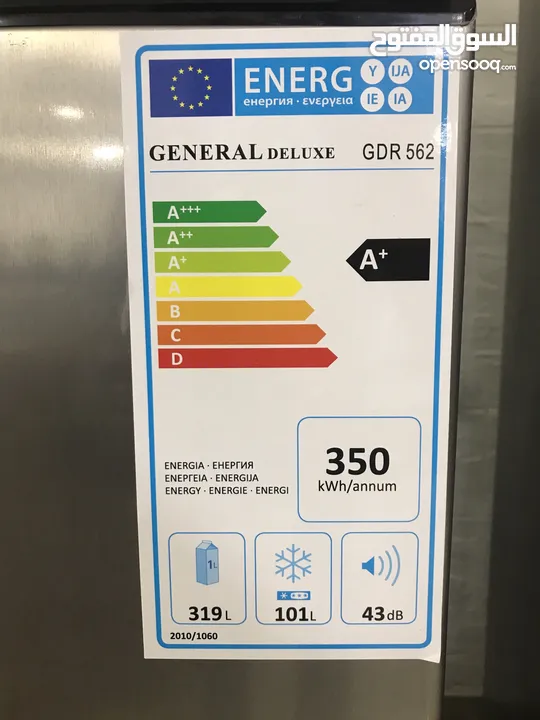 السوق المفتوح
opensooq.com
ENERG Y IJA
енергия · ενεργεια IE IA
GENERAL DELUXE GDR 562
A+++
A++
A+ A+
A
B
C
D
350
kWh/annum
ENERGIA · ЕНЕРГИЯ
ΕΝΕΡΓΕΙΑ · ENERGIJA
ENERGY · ENERGIE · ENERGI
1L
319 L 101 L 43 dB
2010/1060